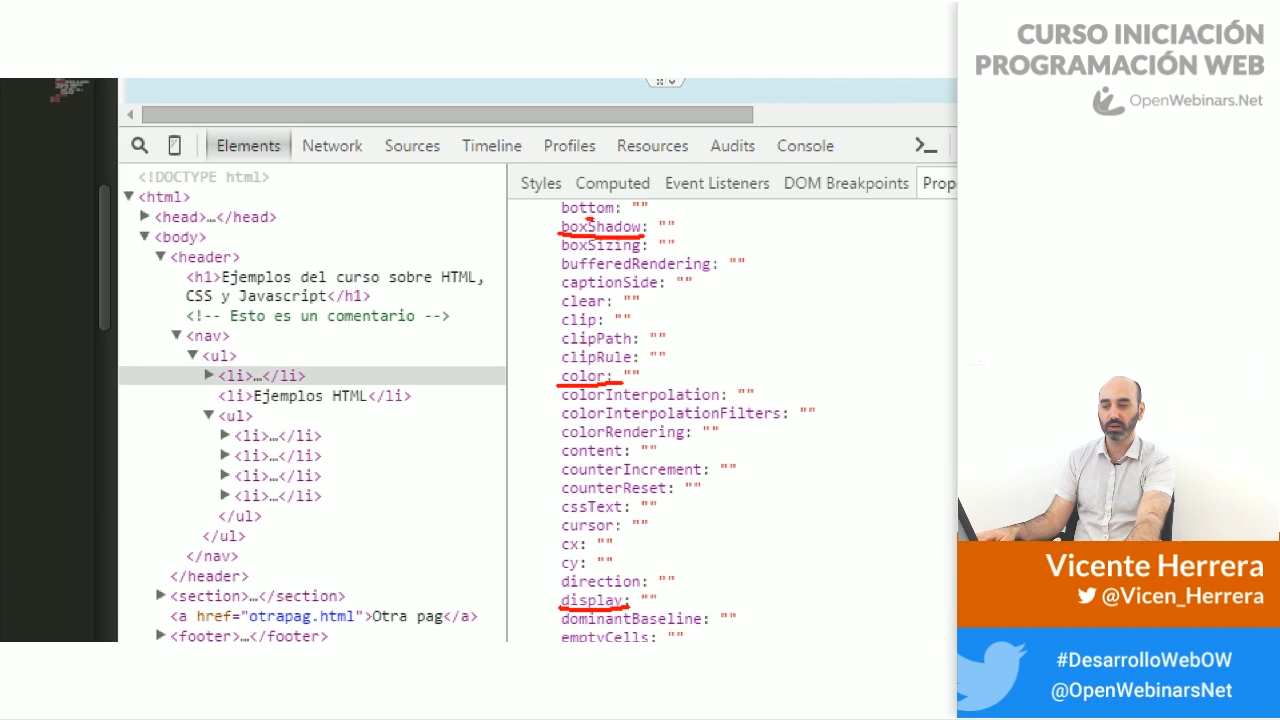 Elements Network Sources Timeline Profiles Resources Audits Console
<!DOCTYPE html>
<html>
<head>…</head>
<body>
<header>
<h1>Ejemplos del curso sobre HTML,
CSS y Javascript</h1>
<!-- Esto es un comentario -->
<nav>
<ul>
<li>…</li>
<li>Ejemplos HTML</li>
<ul>
<li>…</li>
<li>…</li>
<li>…</li>
<li>…</li>
</ul>
</ul>
</nav>
</header>
<section>…</section>
<a href="otrapag.html">Otra pag</a>
<footer>…</footer>
Styles Computed Event Listeners DOM Breakpoints Prop
bottom: ""
boxShadow: ""
boxSizing: ""
bufferedRendering: ""
captionSide: ""
clear: ""
clip: ""
clipPath: ""
clipRule: ""
color: ""
colorInterpolation: ""
colorInterpolationFilters: ""
colorRendering: ""
content: ""
counterIncrement: ""
counterReset: ""
cssText: ""
cursor: ""
cx: ""
cy: ""
direction: ""
display: ""
dominantBaseline: ""
emptyCells: ""
CURSO INICIACIÓN
PROGRAMACIÓN WEB
OpenWebinars.Net
Vicente Herrera
@Vicen_Herrera
#DesarrolloWebOW
@OpenWebinarsNet